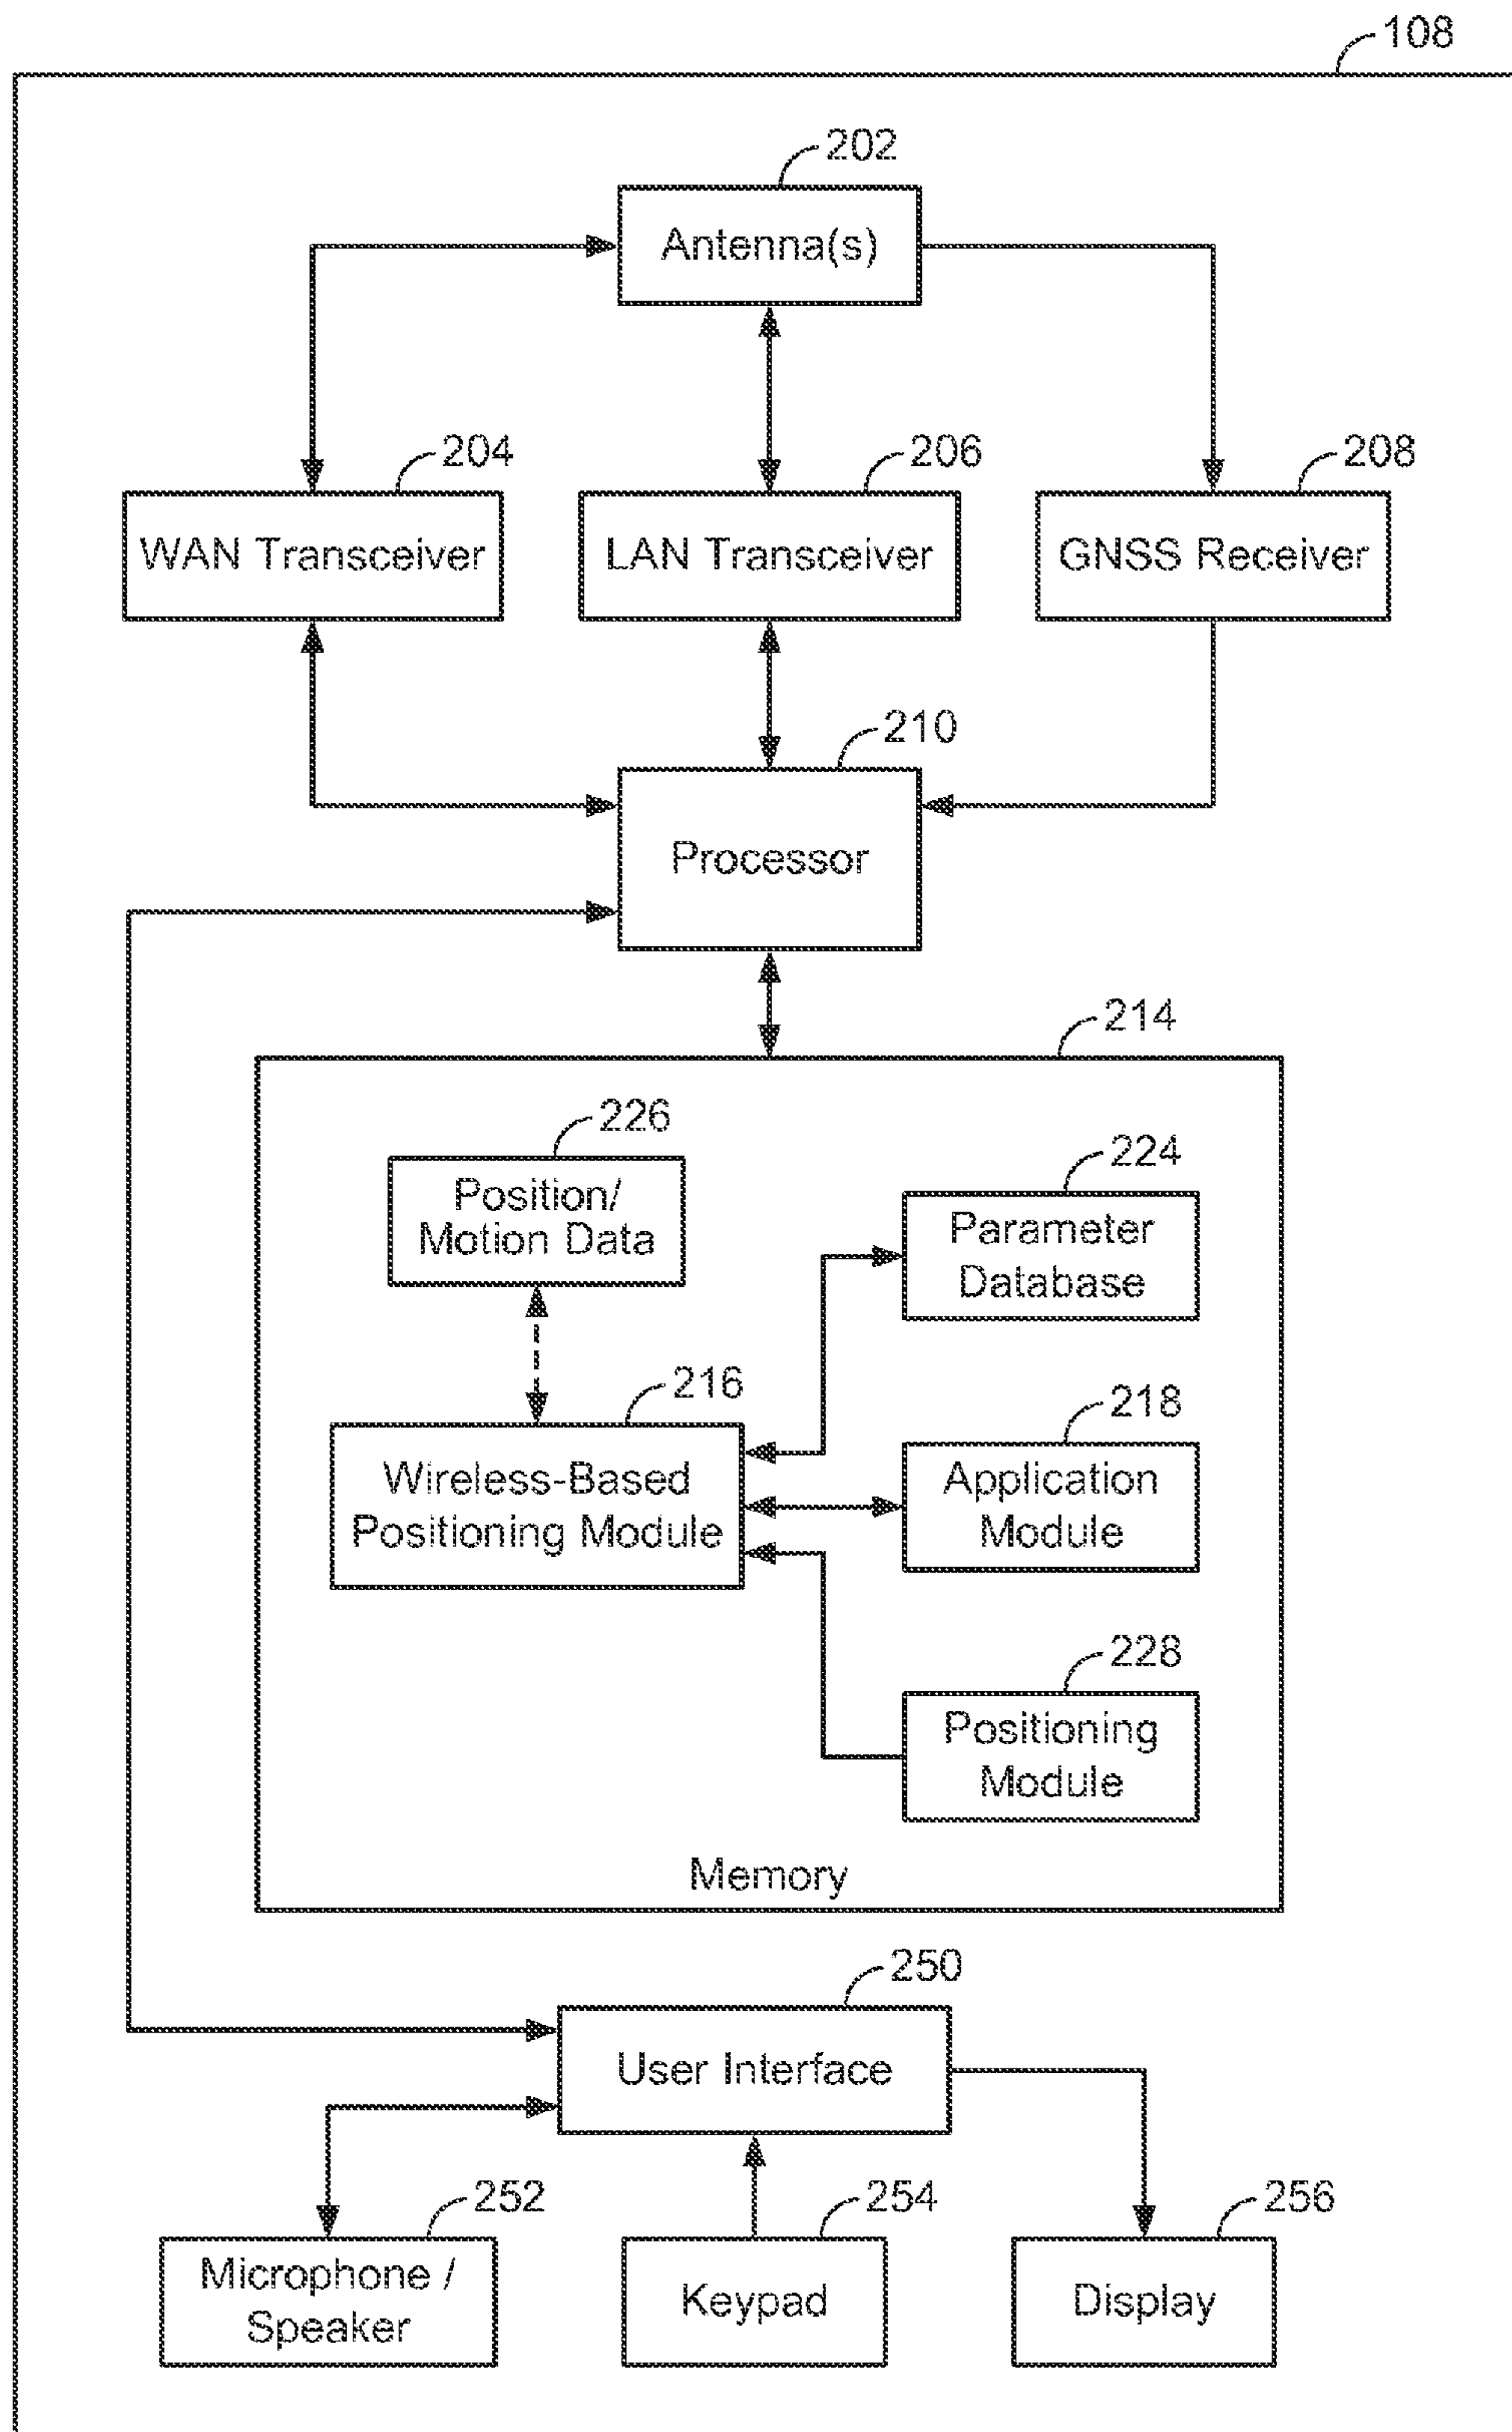 108
202
Antenna(s)
204
206
208
WAN Transceiver
LAN Transceiver
GNSS Receiver
210
Processor
214
226
Position/
Motion Data
224
Parameter
Database
216
Wireless-Based
Positioning Module
218
Application
Module
228
Positioning
Module
Memory
250
User Interface
252
254
256
Microphone /
Speaker
Keypad
Display